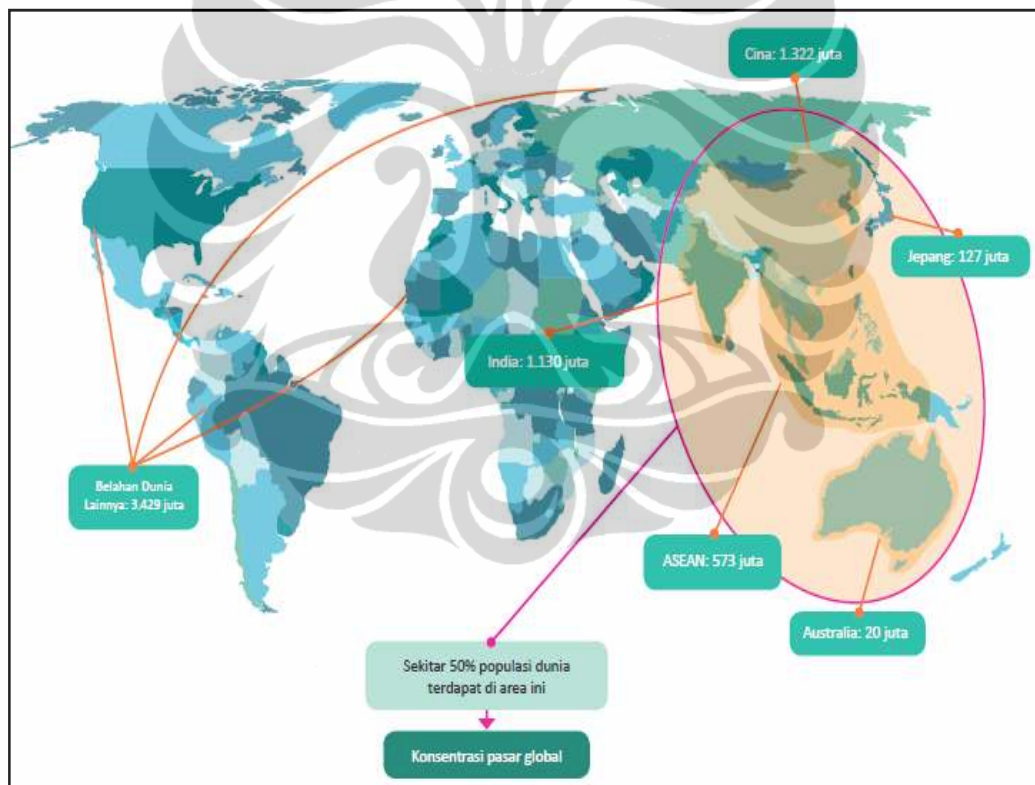 Cina: 1.322 juta
Jepang: 127 juta
India: 1.130 juta
Belahan Dunia
Lainnya: 3.429 juta
ASEAN: 573 juta
Australia: 20 juta
Sekitar 50% populasi dunia
terdapat di area ini
Konsentrasi pasar global